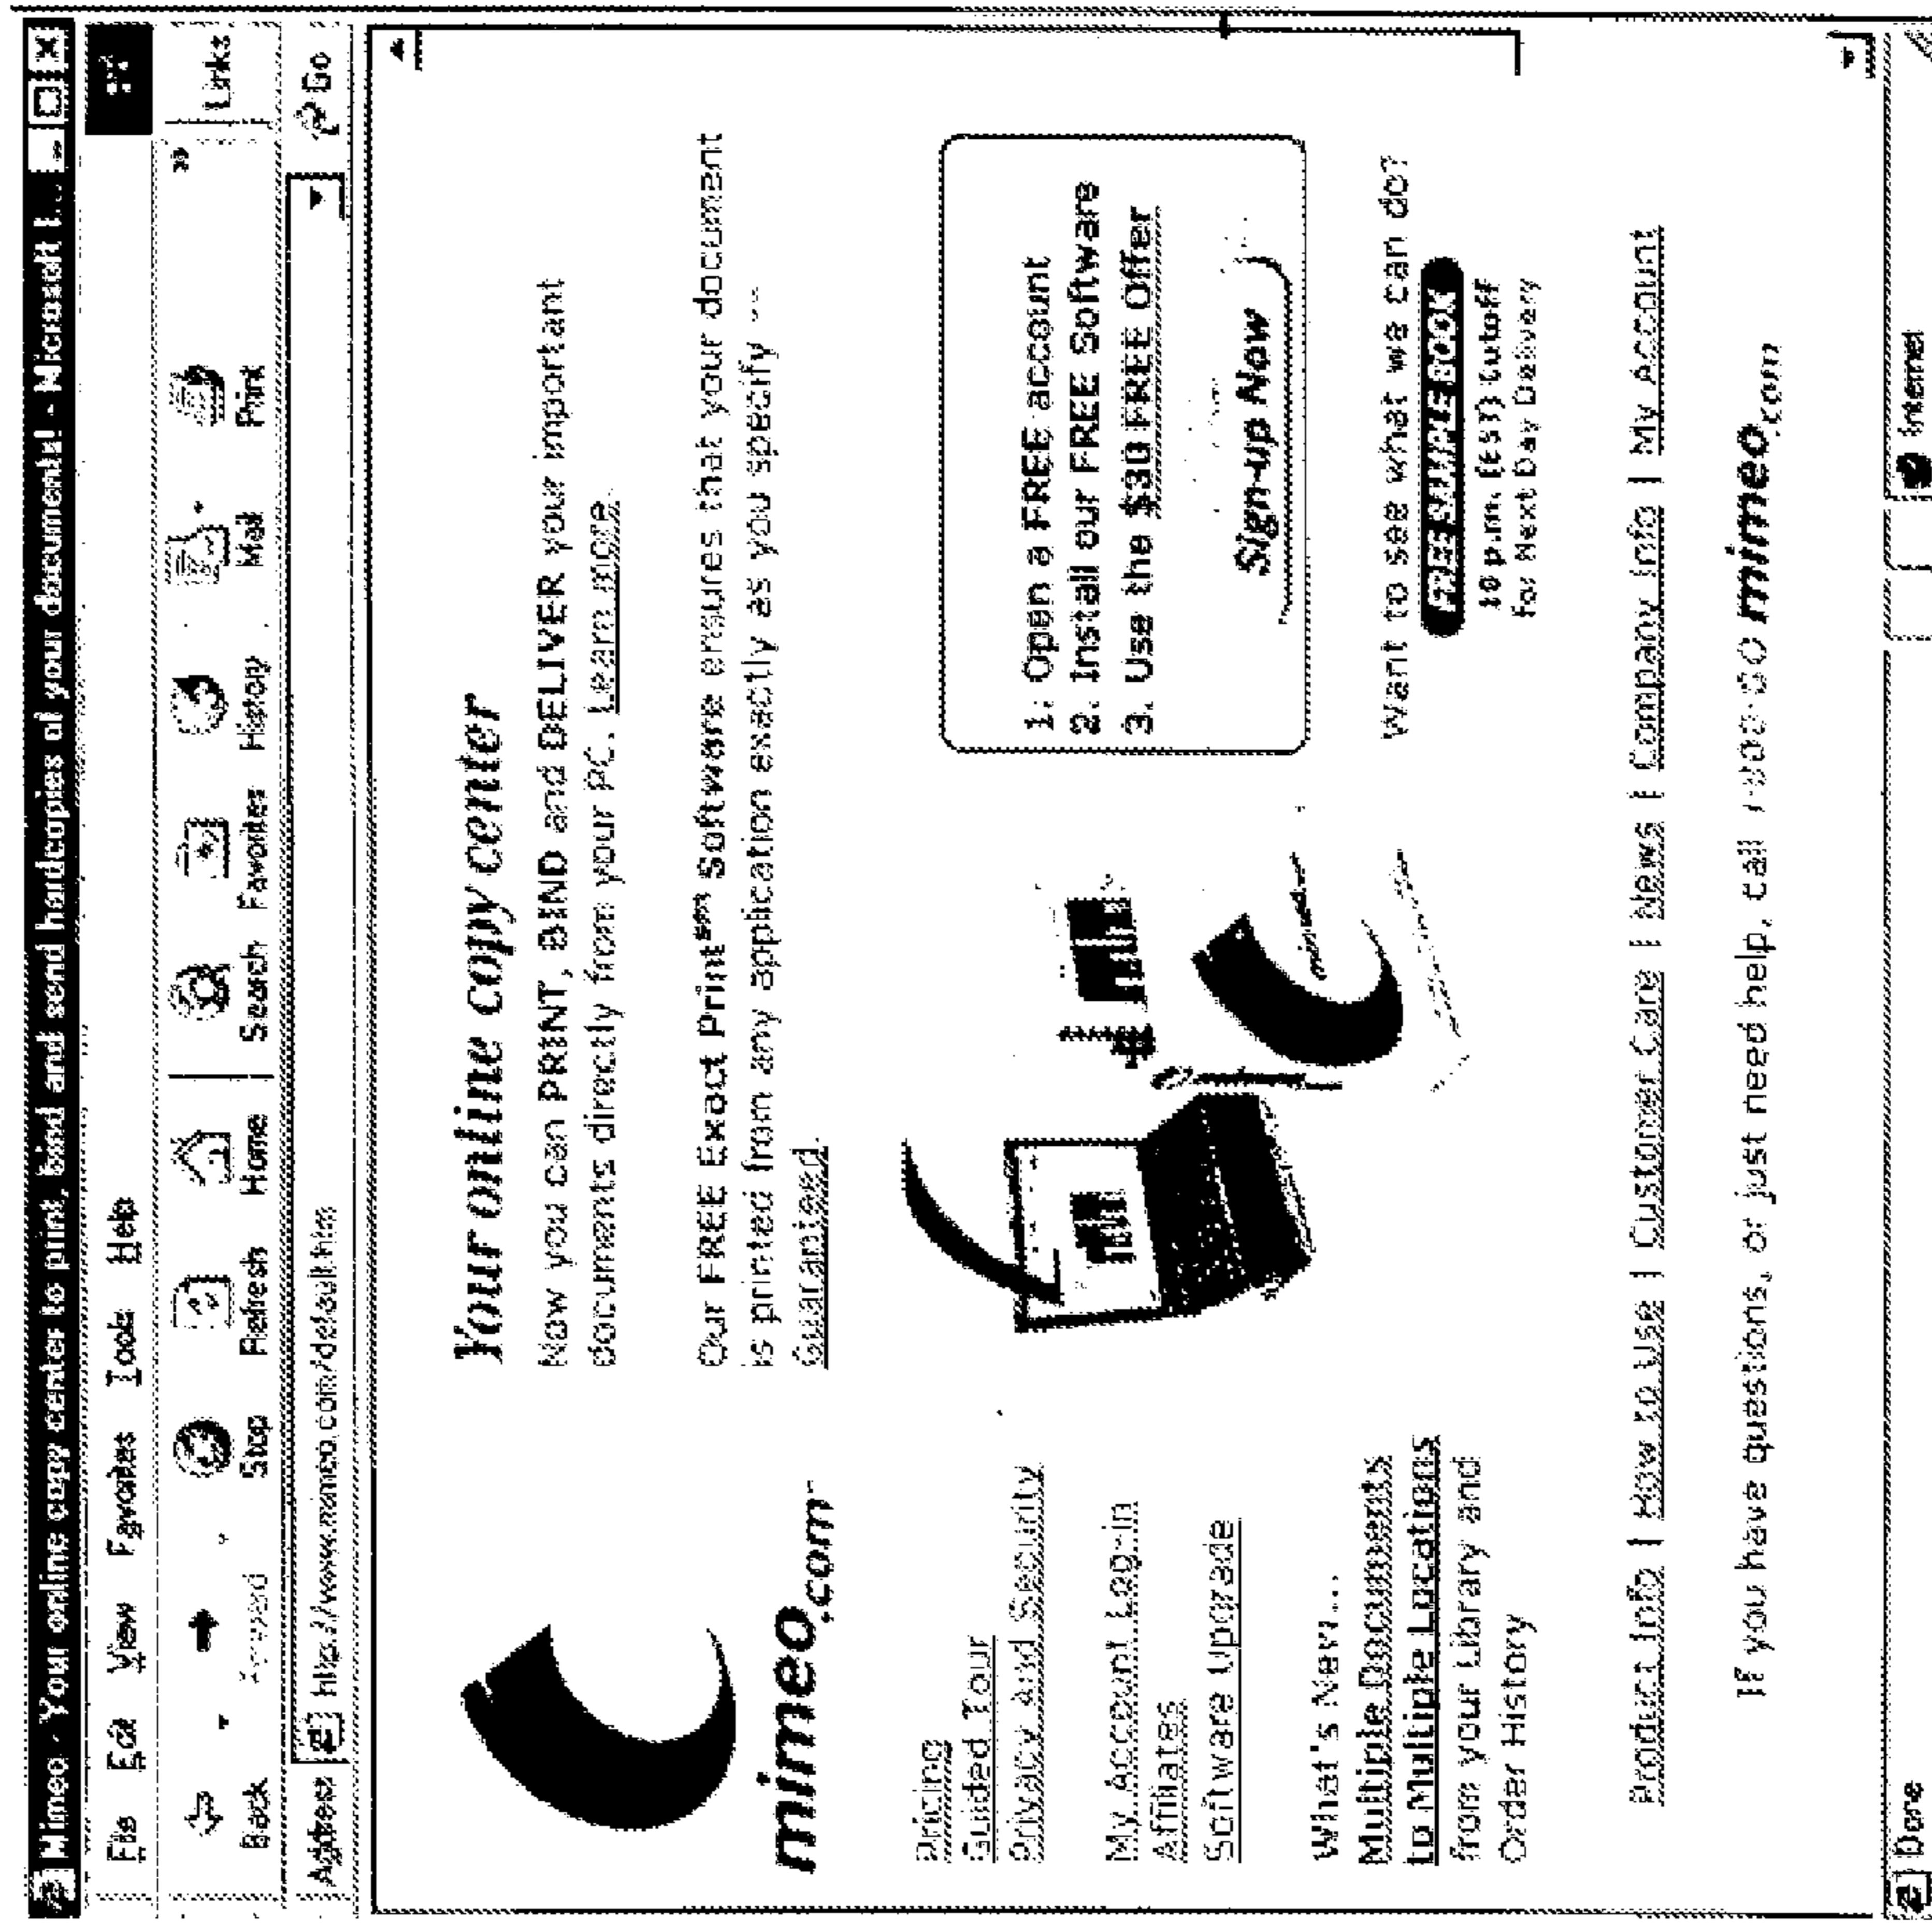 Mimeo - Your online copy center to print, bind and send hardcopies of your document! - Microsoft I...
File Edit View Favorites Tools Help
Back Forward Stop Refresh Home Search Favorites History Mail Print Links
Address http://www.mimeo.com/default.htm Go
mimeo.com
Your online copy center
Now you can PRINT, BIND and DELIVER your important
documents directly from your PC. Learn more.
Our FREE Exact Print℠ Software ensures that your document
is printed from any application exactly as you specify --
Guaranteed.
Pricing
Guided Tour
Privacy And Security
My Account Log-in
Affiliates
Software Upgrade
What's New...
Multiple Documents
to Multiple Locations
from your Library and
Order History
mimeo
1. Open a FREE account
2. Install our FREE Software
3. Use the $30 FREE Offer
Sign-up Now
Want to see what we can do?
10 p.m. (EST) Cutoff
for Next Day Delivery
Product Info | How to Use | Customer Care | News | Company Info | My Account
If you have questions, or just need help, call mimeo.com
Done Internet